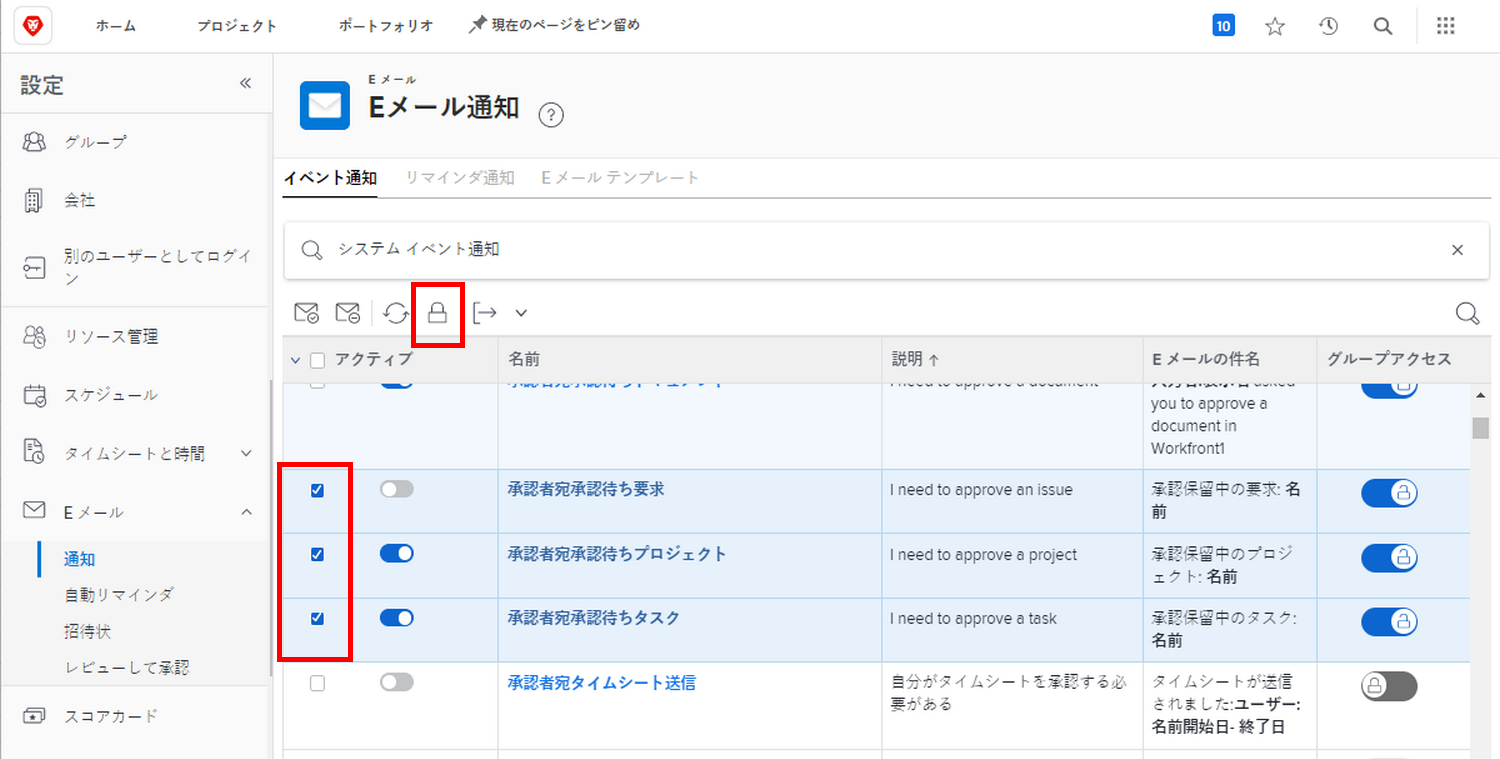 ホーム
プロジェクト
ポートフォリオ
現在のページをピン留め
10
設定
«
グループ
会社
別のユーザーとしてログイ
ン
リソース管理
スケジュール
タイムシートと時間
E メール
通知
自動リマインダ
招待状
レビューして承認
スコアカード
E メール
Eメール通知
?
イベント通知
リマインダ通知
E メール テンプレート
システム イベント通知
アクティブ
名前
説明 ↑
E メールの件名
グループアクセス
承認者宛承認待ちドキュメント
I need to approve a document
asked
you to approve a
document in
Workfront1
承認者宛承認待ち要求
I need to approve an issue
承認保留中の要求: 名
前
承認者宛承認待ちプロジェクト
I need to approve a project
承認保留中のプロジ
ェクト: 名前
承認者宛承認待ちタスク
I need to approve a task
承認保留中のタスク:
名前
承認者宛タイムシート送信
自分がタイムシートを承認する必
要がある
タイムシートが送信
されました:ユーザー:
名前開始日- 終了日